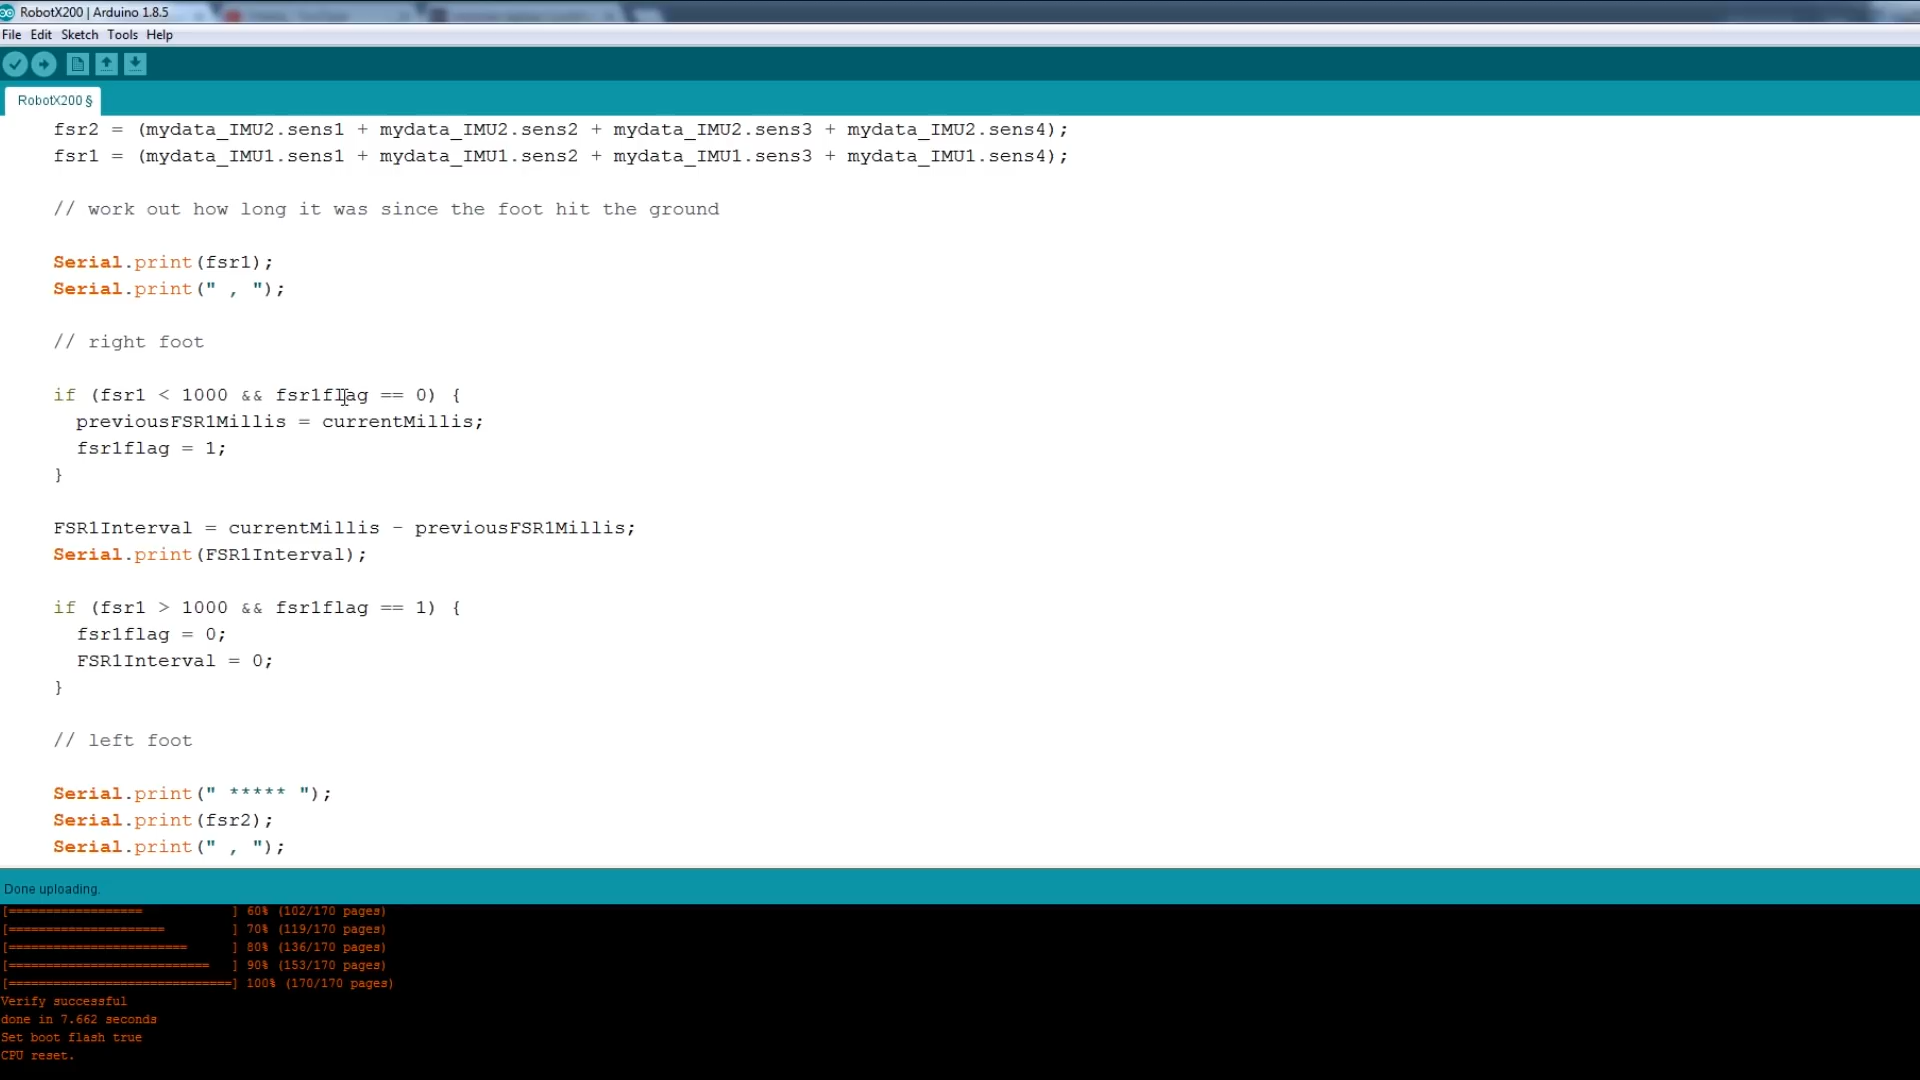 RobotX200 | Arduino 1.8.5
File Edit Sketch Tools Help
RobotX200 §
fsr2 = (mydata_IMU2.sens1 + mydata_IMU2.sens2 + mydata_IMU2.sens3 + mydata_IMU2.sens4);
fsr1 = (mydata_IMU1.sens1 + mydata_IMU1.sens2 + mydata_IMU1.sens3 + mydata_IMU1.sens4);
// work out how long it was since the foot hit the ground
Serial.print(fsr1);
Serial.print(" , ");
// right foot
if (fsr1 < 1000 && fsr1flag == 0) {
previousFSR1Millis = currentMillis;
fsr1flag = 1;
}
FSR1Interval = currentMillis - previousFSR1Millis;
Serial.print(FSR1Interval);
if (fsr1 > 1000 && fsr1flag == 1) {
fsr1flag = 0;
FSR1Interval = 0;
}
// left foot
Serial.print(" ***** ");
Serial.print(fsr2);
Serial.print(" , ");
Done uploading.
[================== ] 60% (102/170 pages)
[===================== ] 70% (119/170 pages)
[======================== ] 80% (136/170 pages)
[=========================== ] 90% (153/170 pages)
[==============================] 100% (170/170 pages)
Verify successful
done in 7.662 seconds
Set boot flash true
CPU reset.